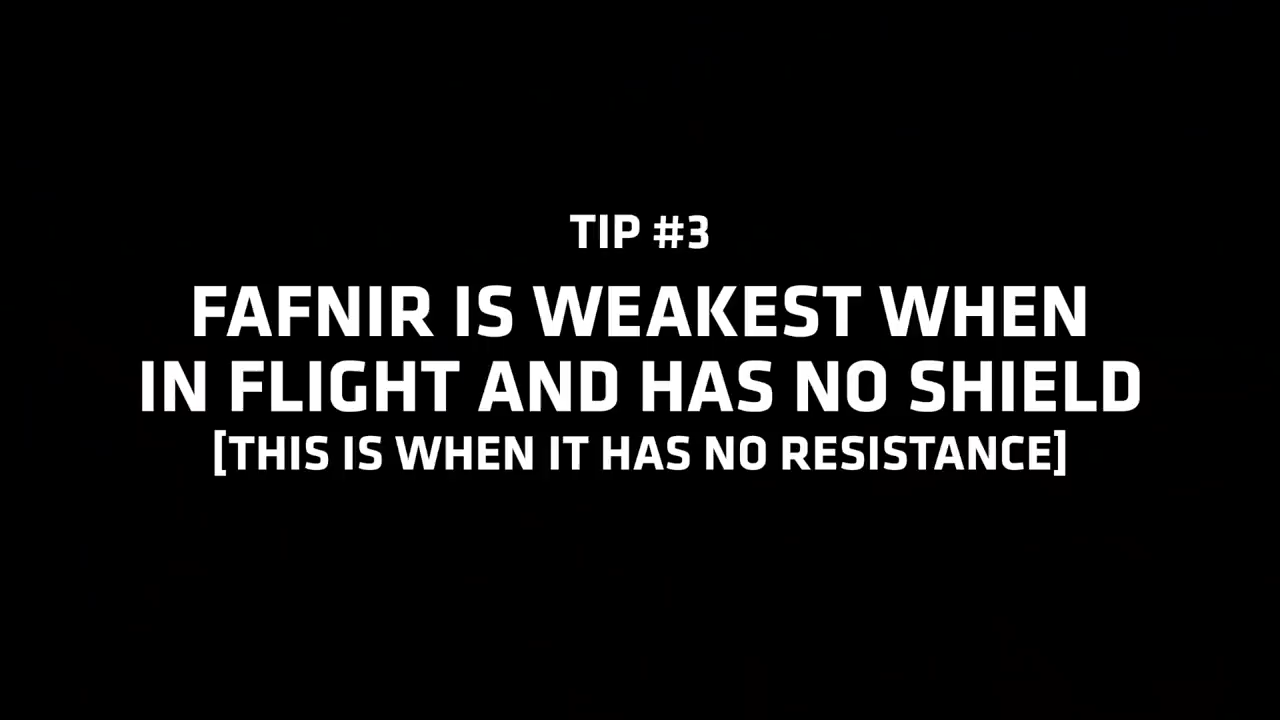 TIP #3
FAFNIR IS WEAKEST WHEN
IN FLIGHT AND HAS NO SHIELD
[THIS IS WHEN IT HAS NO RESISTANCE]